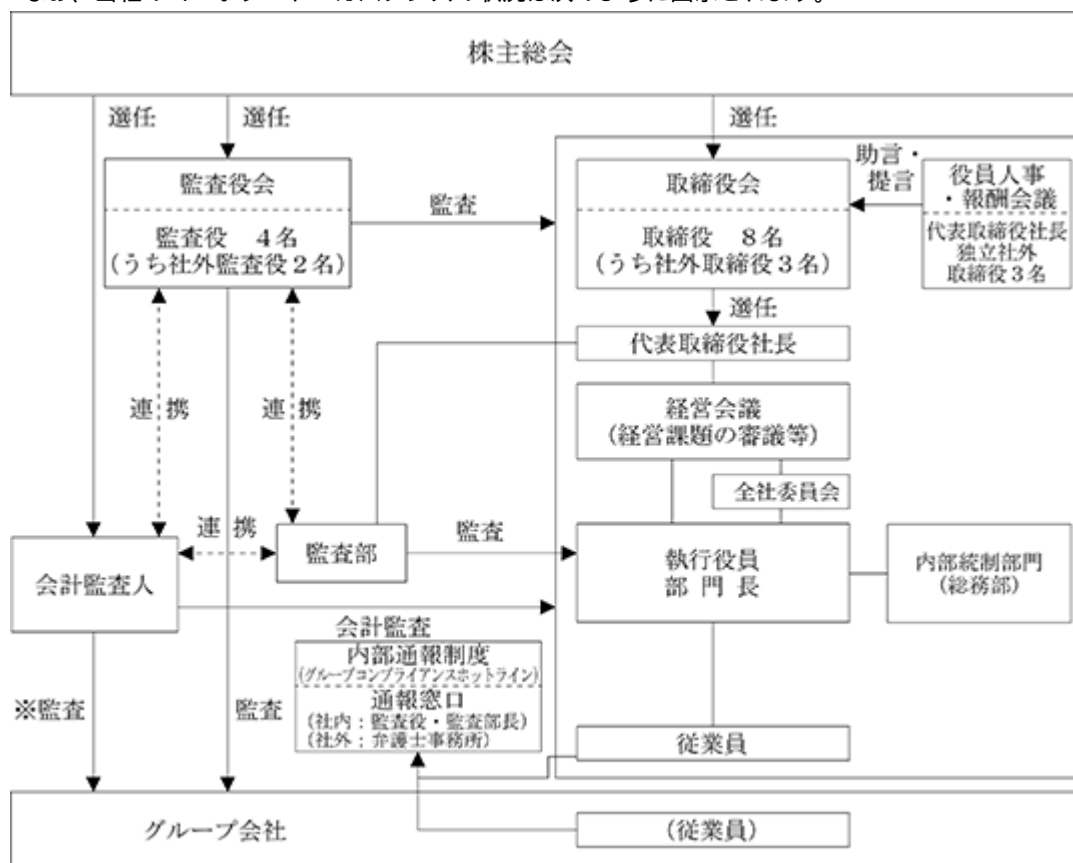 株主総会
選任
選任
選任
監査役会
監査役　４名
(うち社外監査役２名)
監査
取締役会
取締役　８名
(うち社外取締役３名)
助言・
提言
役員人事
・報酬会議
代表取締役社長
独立社外
取締役３名
選任
代表取締役社長
連携
連携
経営会議
(経営課題の審議等)
全社委員会
会計監査人
連携
監査部
監査
執行役員
部門長
内部統制部門
(総務部)
会計監査
内部通報制度
(グループコンプライアンスホットライン)
通報窓口
(社内：監査役・監査部長)
(社外：弁護士事務所)
※監査
監査
従業員
グループ会社
(従業員)